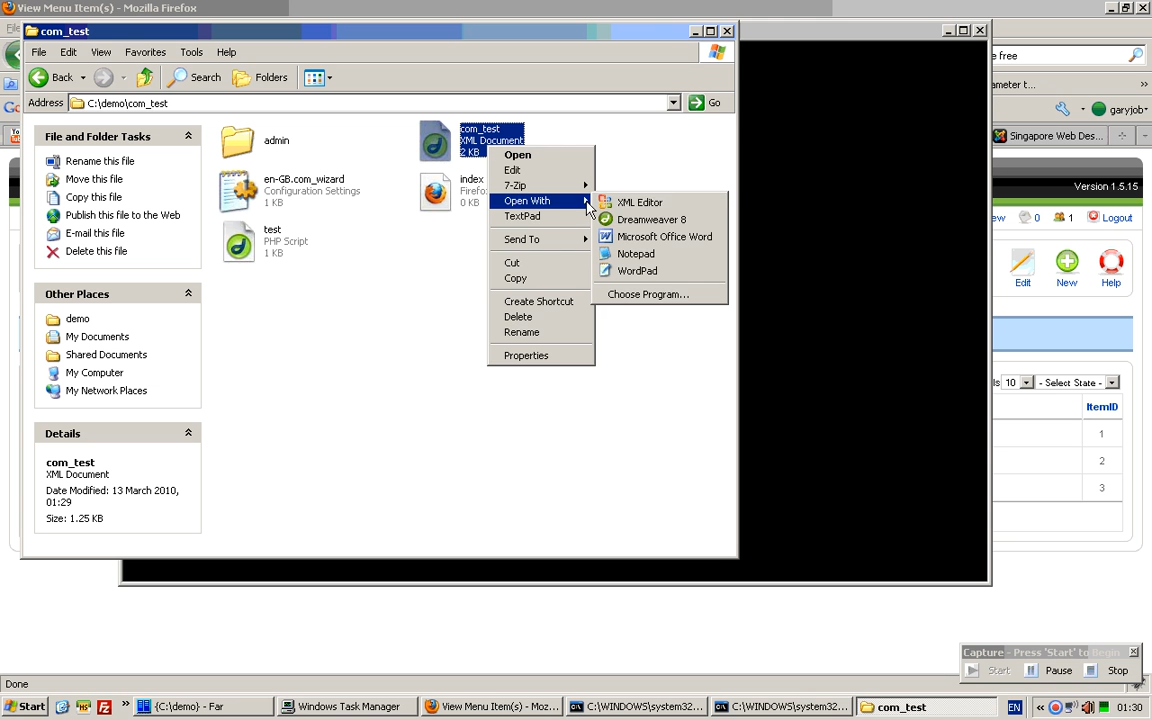 View Menu Item(s) - Mozilla Firefox
com_test
File Edit View Favorites Tools Help
Back Search Folders
Address C:\demo\com_test Go
File and Folder Tasks
Rename this file
Move this file
Copy this file
Publish this file to the Web
E-mail this file
Delete this file
Other Places
demo
My Documents
Shared Documents
My Computer
My Network Places
Details
com_test
XML Document
Date Modified: 13 March 2010,
01:29
Size: 1.25 KB
admin
com_test
XML Document
2 KB
en-GB.com_wizard
Configuration Settings
1 KB
index
Firefo
0 KB
test
PHP Script
1 KB
Open
Edit
7-Zip
Open With
TextPad
Send To
Cut
Copy
Create Shortcut
Delete
Rename
Properties
XML Editor
Dreamweaver 8
Microsoft Office Word
Notepad
WordPad
Choose Program...
e free
ameter t...
garyjob
Singapore Web Des...
Version 1.5.15
ew 0 1 Logout
Edit New Help
ls 10 - Select State -
ItemID
1
2
3
Capture - Press 'Start' to Begin
Start Pause Stop
Done
Start {C:\demo} - Far Windows Task Manager View Menu Item(s) - Moz... C:\WINDOWS\system32... C:\WINDOWS\system32... com_test EN 01:30